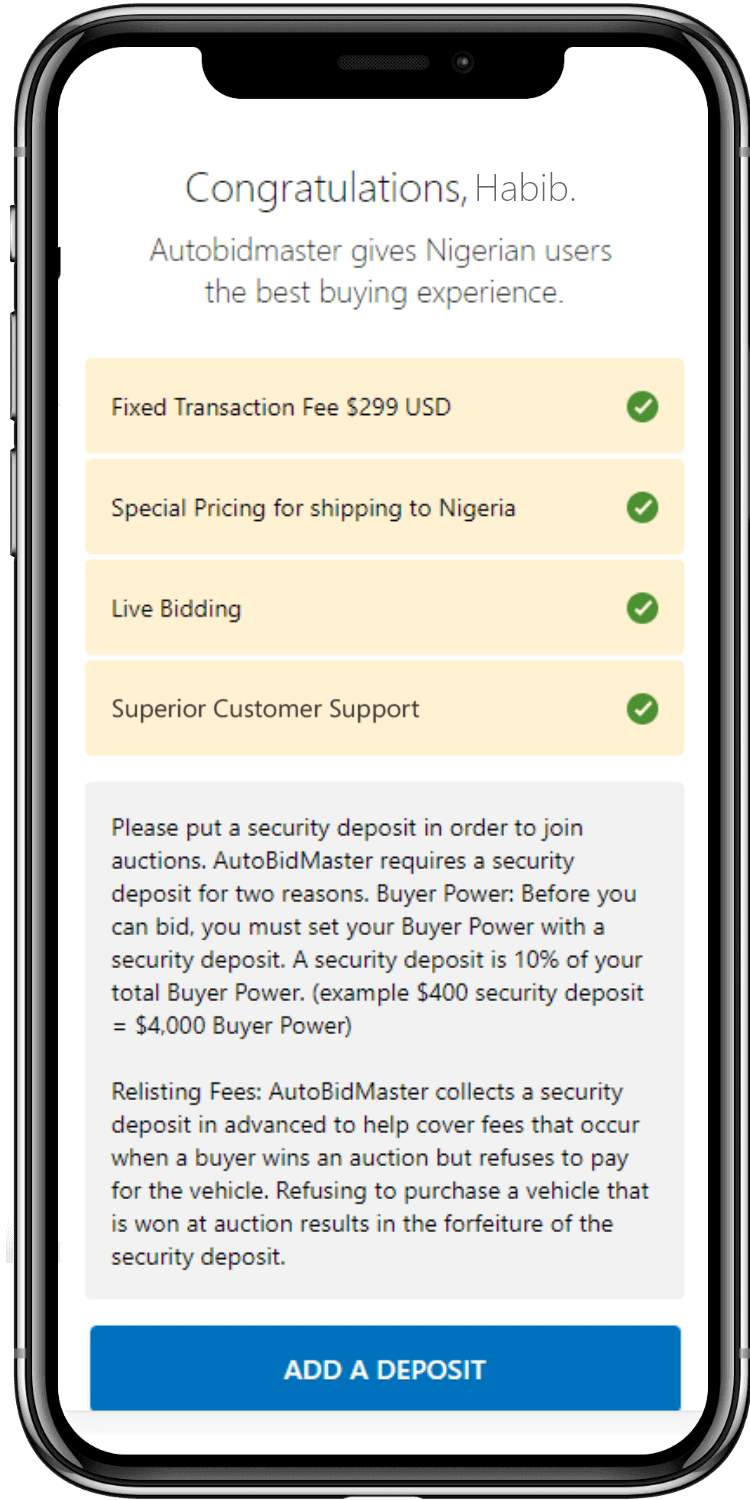 Congratulations, Habib.
Autobidmaster gives Nigerian users
the best buying experience.
Fixed Transaction Fee $299 USD
Special Pricing for shipping to Nigeria
Live Bidding
Superior Customer Support
Please put a security deposit in order to join
auctions. AutoBidMaster requires a security
deposit for two reasons. Buyer Power: Before you
can bid, you must set your Buyer Power with a
security deposit. A security deposit is 10% of your
total Buyer Power. (example $400 security deposit
= $4,000 Buyer Power)
Relisting Fees: AutoBidMaster collects a security
deposit in advanced to help cover fees that occur
when a buyer wins an auction but refuses to pay
for the vehicle. Refusing to purchase a vehicle that
is won at auction results in the forfeiture of the
security deposit.
ADD A DEPOSIT